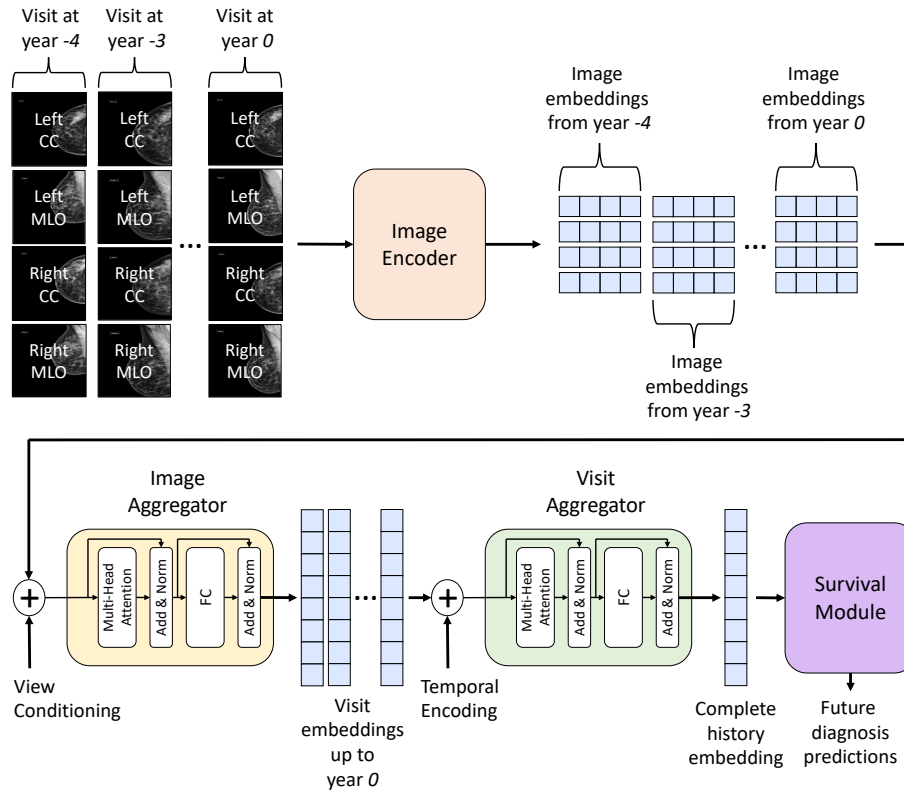 Visit at
year -4
Visit at
year -3
Visit at
year 0
Left
CC
Left
CC
Left
CC
Left
MLO
Left
MLO
Left
MLO
Right
CC
Right
CC
Right
CC
Right
MLO
Right
MLO
Right
MLO
...
Image
Encoder
Image
embeddings
from year -4
Image
embeddings
from year 0
...
Image
embeddings
from year -3
Image
Aggregator
+
Multi-Head
Attention
Add & Norm
FC
Add & Norm
View
Conditioning
...
Visit
embeddings
up to
year 0
+
Temporal
Encoding
Visit
Aggregator
Multi-Head
Attention
Add & Norm
FC
Add & Norm
Complete
history
embedding
Survival
Module
Future
diagnosis
predictions